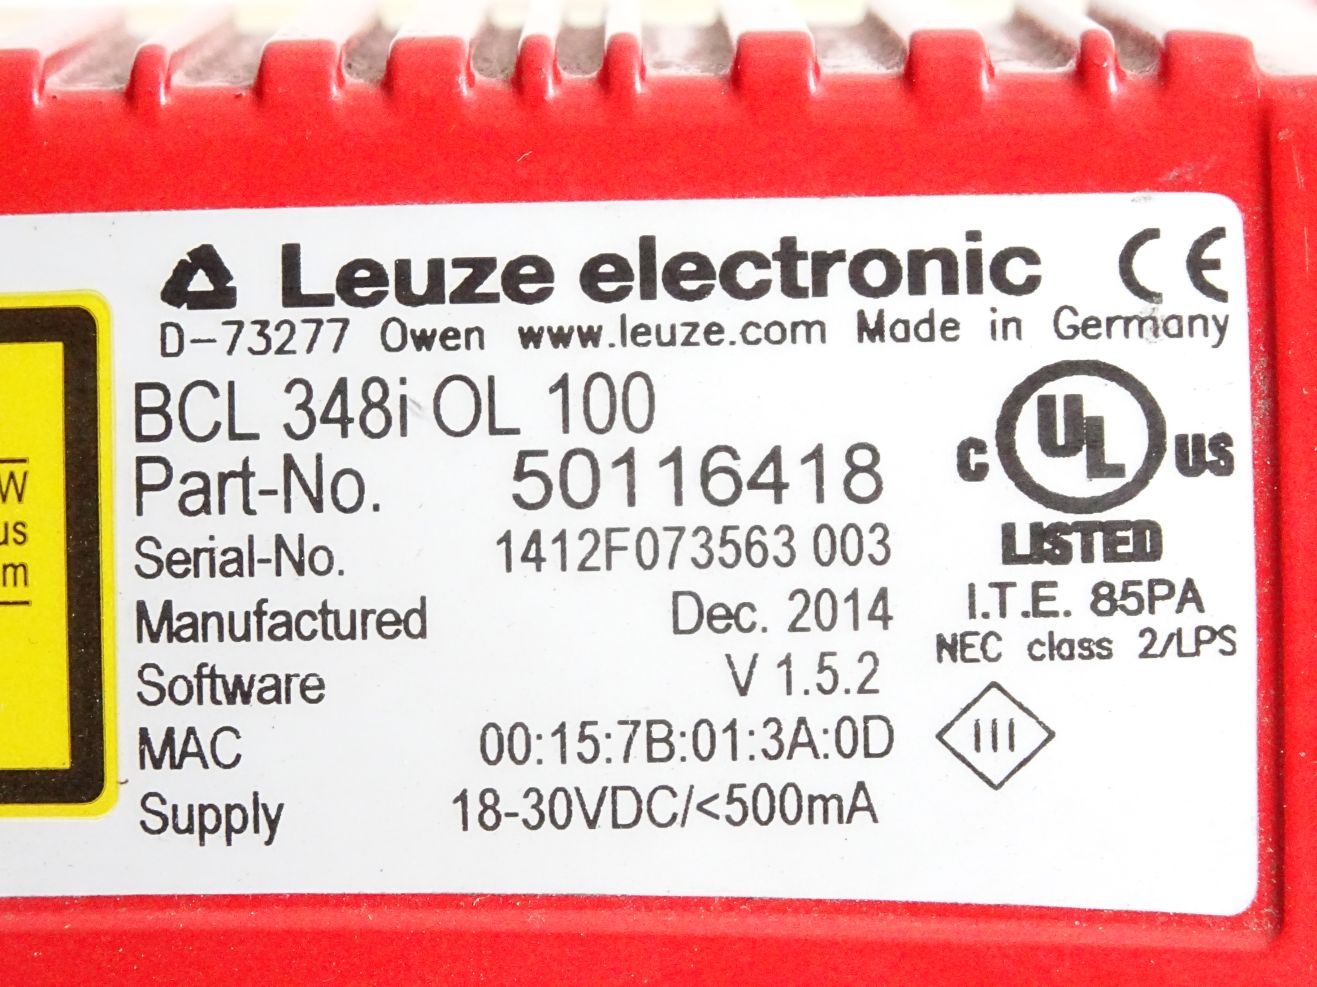 Leuze electronic CE
D-73277 Owen www.leuze.com Made in Germany
BCL 348i OL 100
Part-No. 50116418
Serial-No. 1412F073563 003
Manufactured Dec. 2014
Software V 1.5.2
MAC 00:15:7B:01:3A:0D
Supply 18-30VDC/<500mA
C UL US
LISTED
I.T.E. 85PA
NEC class 2/LPS
III
W
us
m